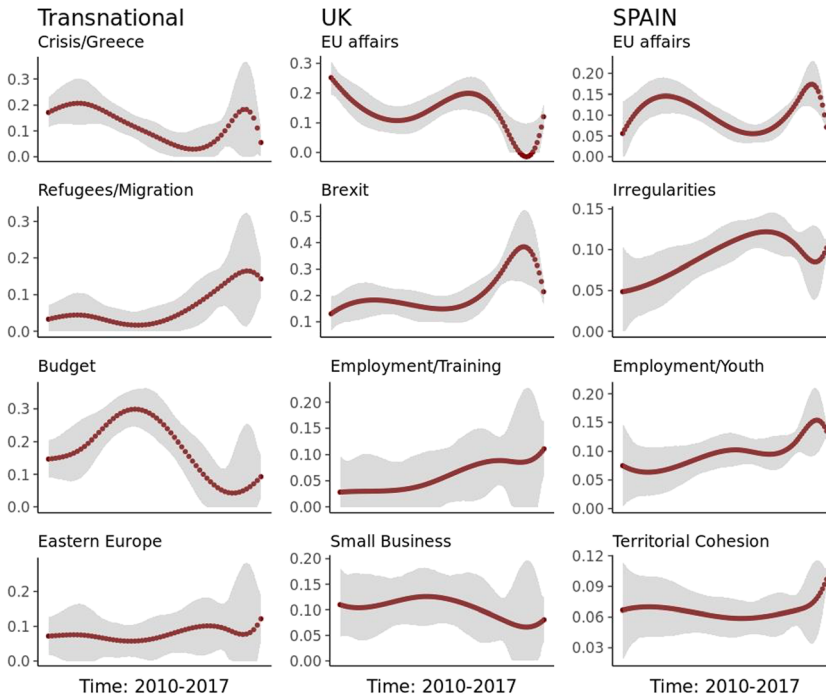 Transnational UK SPAIN
Crisis/Greece EU affairs EU affairs
0.3 0.3 0.20
0.2 0.2 0.15
0.1 0.1 0.10
0.0 0.0 0.05
0.00
Refugees/Migration Brexit Irregularities
0.3 0.5 0.15
0.2 0.4 0.10
0.1 0.3 0.05
0.0 0.2 0.00
0.1
Budget Employment/Training Employment/Youth
0.3 0.20 0.20
0.2 0.15 0.15
0.1 0.10 0.10
0.0 0.05 0.05
0.00 0.00
Eastern Europe Small Business Territorial Cohesion
0.2 0.20 0.12
0.1 0.15 0.09
0.0 0.10 0.06
0.05 0.03
0.00
Time: 2010-2017 Time: 2010-2017 Time: 2010-2017